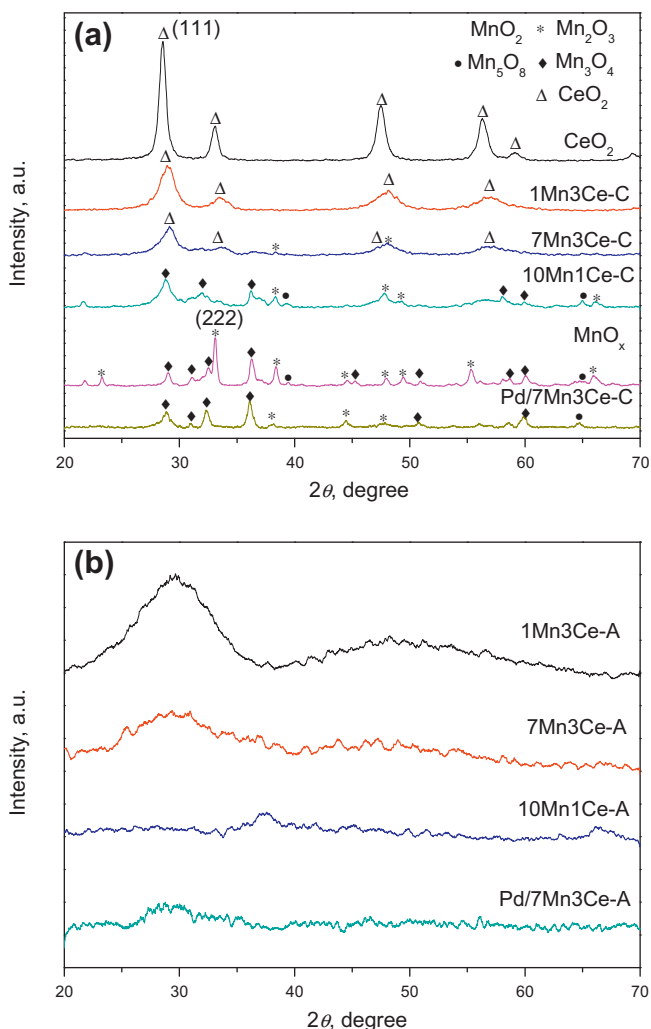 (a)
MnO₂ * Mn₂O₃
● Mn₅O₈ ♦ Mn₃O₄
Δ CeO₂
Δ (111)
Δ Δ Δ Δ
CeO₂
Δ Δ Δ Δ
1Mn3Ce-C
Δ Δ * Δ * Δ
7Mn3Ce-C
♦ ♦ ♦ * ● * * ♦ ♦ ● *
10Mn1Ce-C
(222)
* ♦ ♦ ♦ * ♦ * ● * ♦ * * ♦ * ♦ ♦ ● *
MnOₓ
♦ ♦ ♦ ♦ * * * ♦ ♦ ●
Pd/7Mn3Ce-C
Intensity, a.u.
20 30 40 50 60 70
2θ, degree
(b)
1Mn3Ce-A
7Mn3Ce-A
10Mn1Ce-A
Pd/7Mn3Ce-A
Intensity, a.u.
20 30 40 50 60 70
2θ, degree